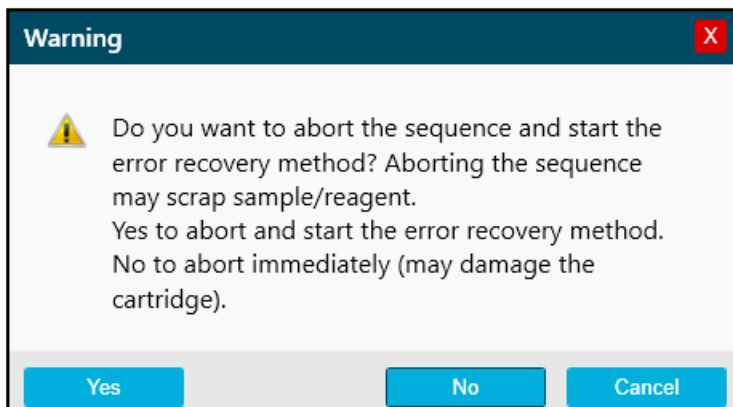 Warning
X
Do you want to abort the sequence and start the
error recovery method? Aborting the sequence
may scrap sample/reagent.
Yes to abort and start the error recovery method.
No to abort immediately (may damage the
cartridge).
Yes
No
Cancel